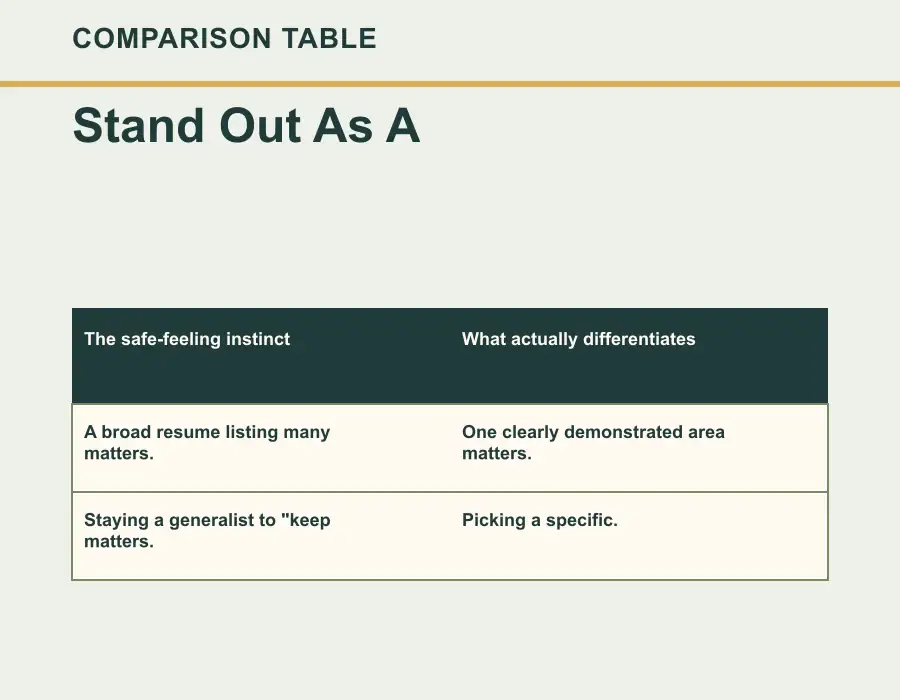 COMPARISON TABLE
Stand Out As A
The safe-feeling instinct
What actually differentiates
A broad resume listing many
matters.
One clearly demonstrated area
matters.
Staying a generalist to "keep
matters.
Picking a specific.